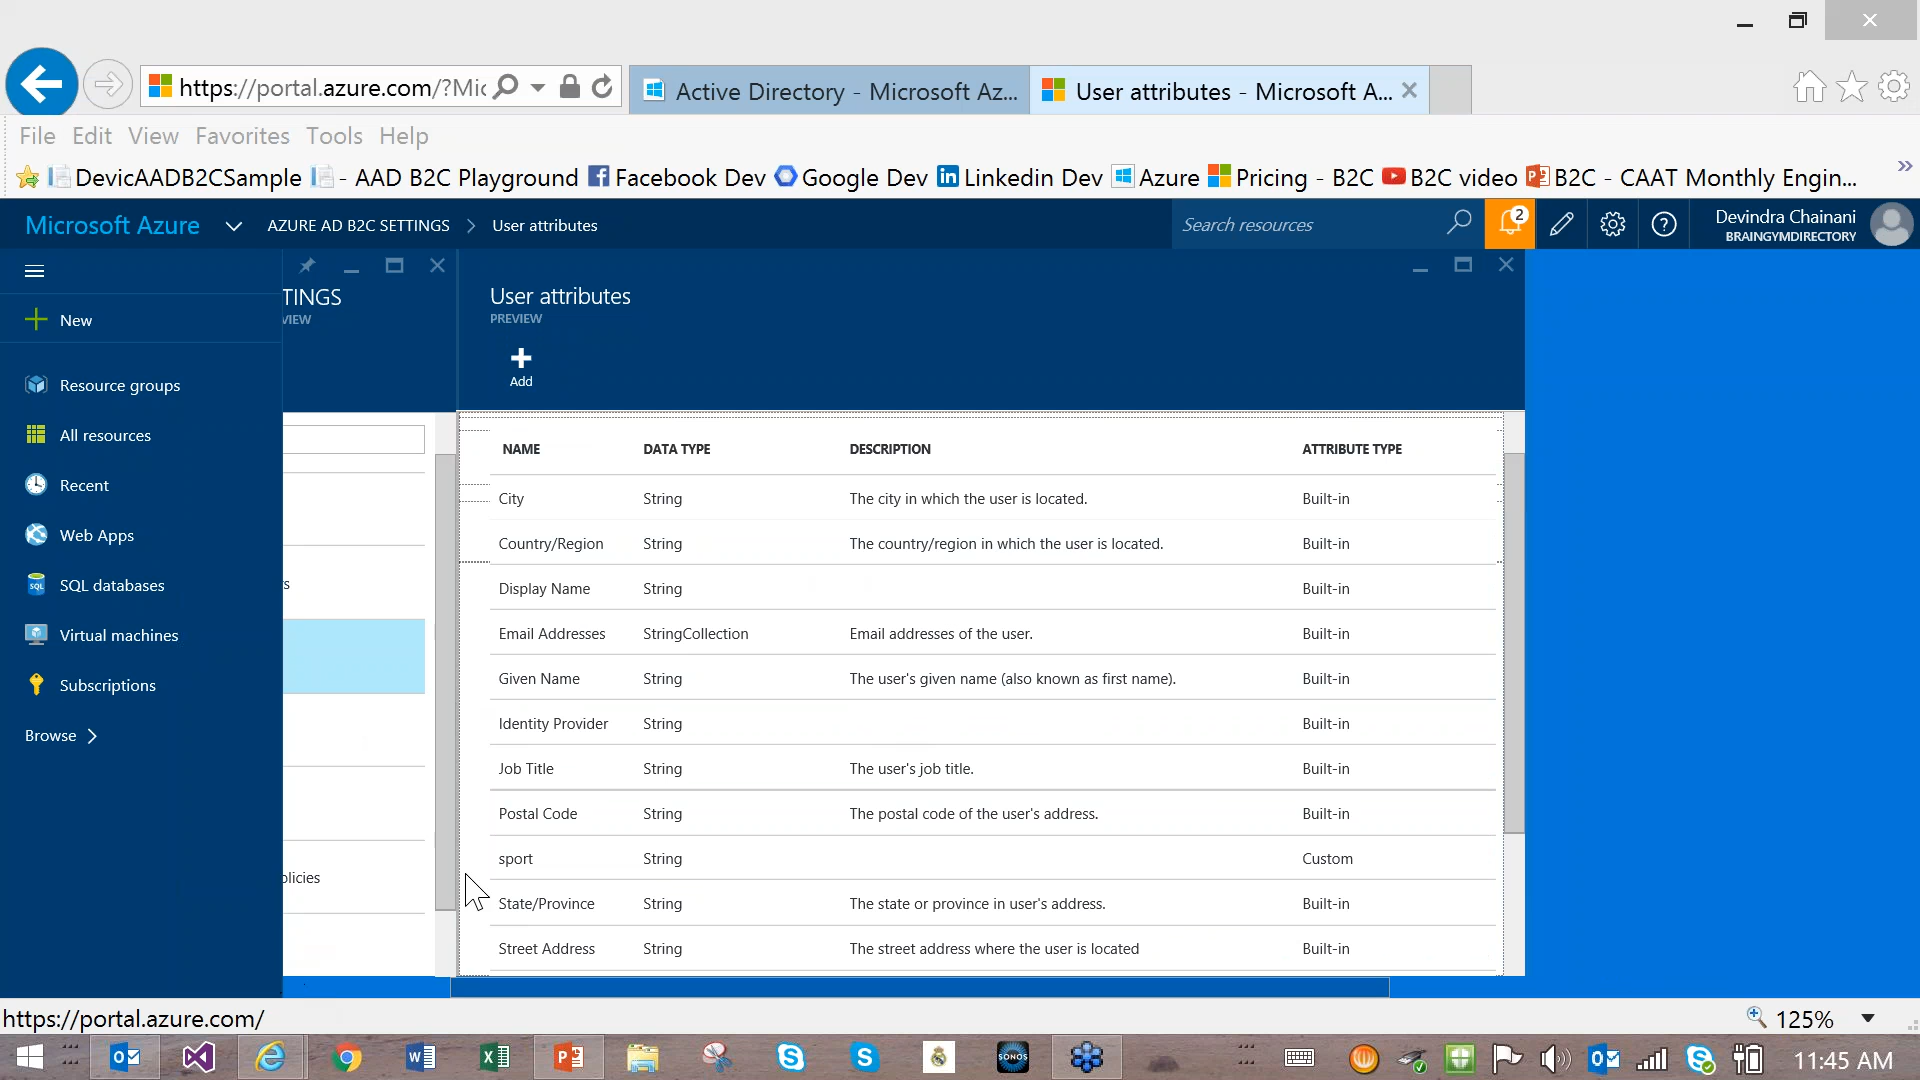 https://portal.azure.com/?Mic
Active Directory - Microsoft Az...
User attributes - Microsoft A...
File Edit View Favorites Tools Help
DevicAADB2CSample - AAD B2C Playground Facebook Dev Google Dev Linkedin Dev Azure Pricing - B2C B2C video B2C - CAAT Monthly Engin...
Microsoft Azure AZURE AD B2C SETTINGS > User attributes Search resources 2 Devindra Chainani
BRAINGYMDIRECTORY
TINGS
VIEW
User attributes
PREVIEW
Add
New
Resource groups
All resources
Recent
Web Apps
SQL databases
Virtual machines
Subscriptions
Browse >
rs
olicies
NAME DATA TYPE DESCRIPTION ATTRIBUTE TYPE
City String The city in which the user is located. Built-in
Country/Region String The country/region in which the user is located. Built-in
Display Name String Built-in
Email Addresses StringCollection Email addresses of the user. Built-in
Given Name String The user's given name (also known as first name). Built-in
Identity Provider String Built-in
Job Title String The user's job title. Built-in
Postal Code String The postal code of the user's address. Built-in
sport String Custom
State/Province String The state or province in user's address. Built-in
Street Address String The street address where the user is located Built-in
https://portal.azure.com/
125%
SONOS
11:45 AM